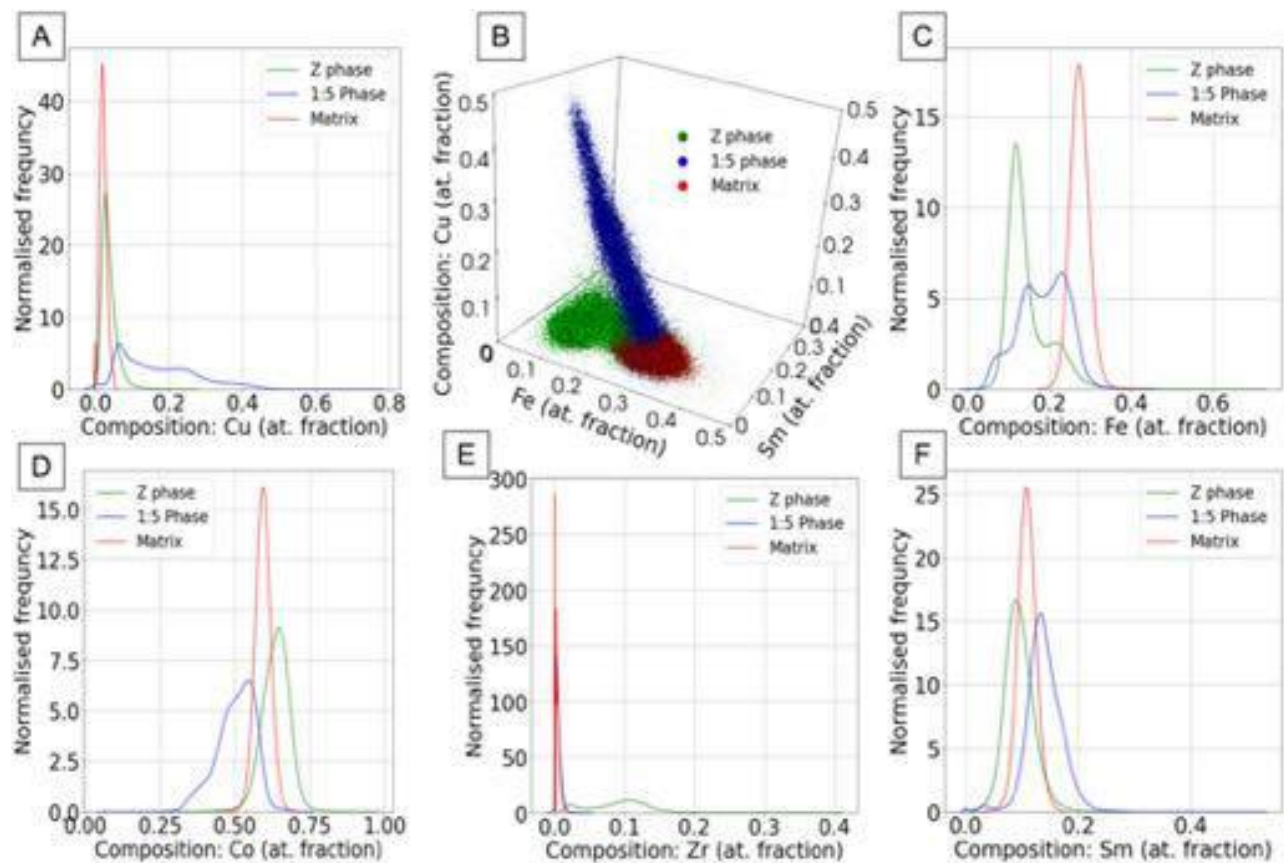 A
Normalised frequncy
40
30
20
10
0
0.0 0.2 0.4 0.6 0.8
Composition: Cu (at. fraction)
Z phase
1:5 Phase
Matrix
B
Composition: Cu (at. fraction)
0.5
0.4
0.3
0.2
0.1
0
0.1
0.2
0.3
0.4
0.5
Fe (at. fraction)
0
0.1
0.2
0.3
0.4
Sm (at. fraction)
0.5
0.4
0.3
0.2
0.1
0
Z phase
1:5 phase
Matrix
C
Normalised frequncy
15
10
5
0
0.0 0.2 0.4 0.6
Composition: Fe (at. fraction)
Z phase
1:5 Phase
Matrix
D
Normalised frequncy
15.0
12.5
10.0
7.5
5.0
2.5
0.0
0.00 0.25 0.50 0.75 1.00
Composition: Co (at. fraction)
Z phase
1:5 Phase
Matrix
E
Normalised frequncy
300
250
200
150
100
50
0
0.0 0.1 0.2 0.3 0.4
Composition: Zr (at. fraction)
Z phase
1:5 Phase
Matrix
F
Normalised frequncy
25
20
15
10
5
0
0.0 0.2 0.4
Composition: Sm (at. fraction)
Z phase
1:5 Phase
Matrix